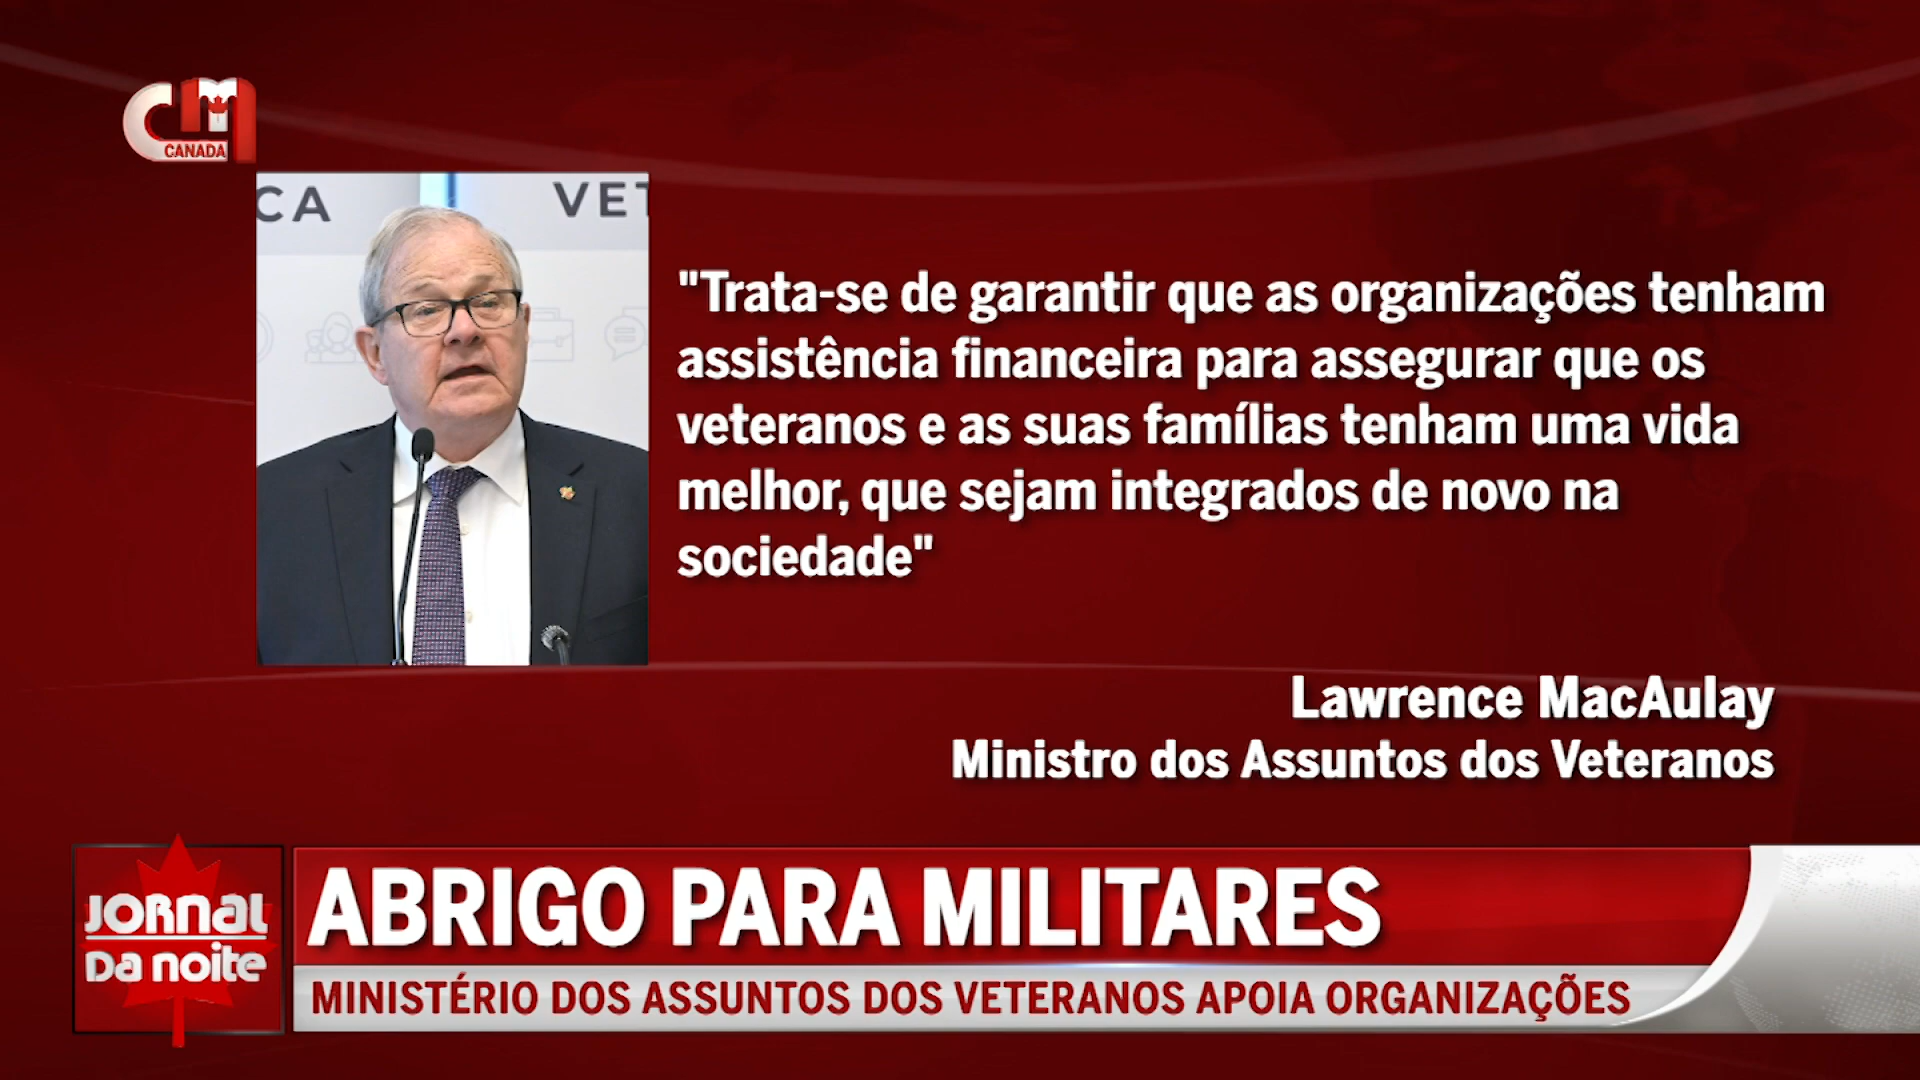 CM
CANADA
CA
VET
"Trata-se de garantir que as organizações tenham
assistência financeira para assegurar que os
veteranos e as suas famílias tenham uma vida
melhor, que sejam integrados de novo na
sociedade"
Lawrence MacAulay
Ministro dos Assuntos dos Veteranos
JORNAL
DA NOITE
ABRIGO PARA MILITARES
MINISTÉRIO DOS ASSUNTOS DOS VETERANOS APOIA ORGANIZAÇÕES